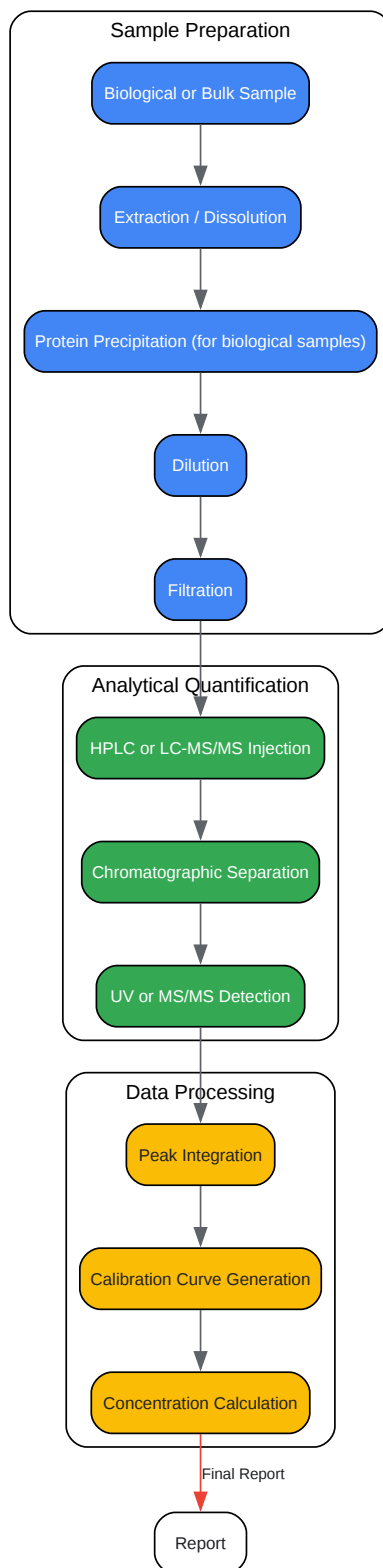 Sample Preparation
Biological or Bulk Sample
Extraction / Dissolution
Protein Precipitation (for biological samples)
Dilution
Filtration
Analytical Quantification
HPLC or LC-MS/MS Injection
Chromatographic Separation
UV or MS/MS Detection
Data Processing
Peak Integration
Calibration Curve Generation
Concentration Calculation
Final Report
Report